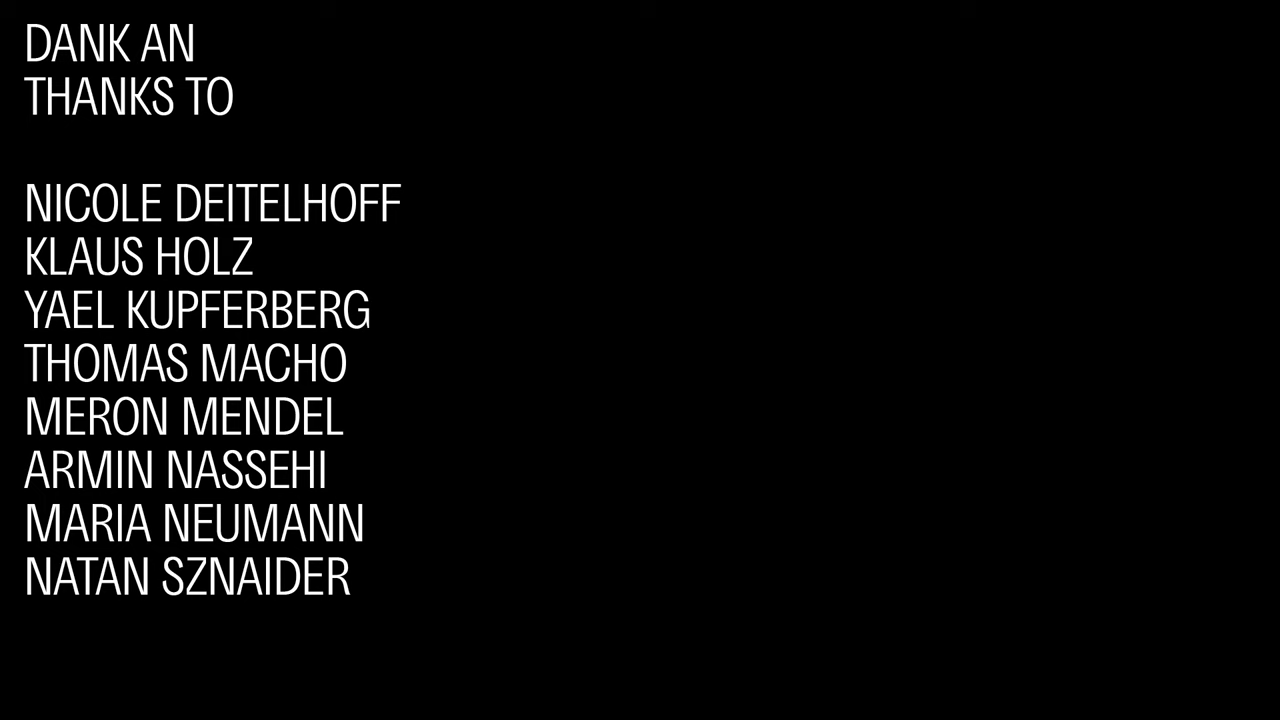 DANK AN
THANKS TO
NICOLE DEITELHOFF
KLAUS HOLZ
YAEL KUPFERBERG
THOMAS MACHO
MERON MENDEL
ARMIN NASSEHI
MARIA NEUMANN
NATAN SZNAIDER